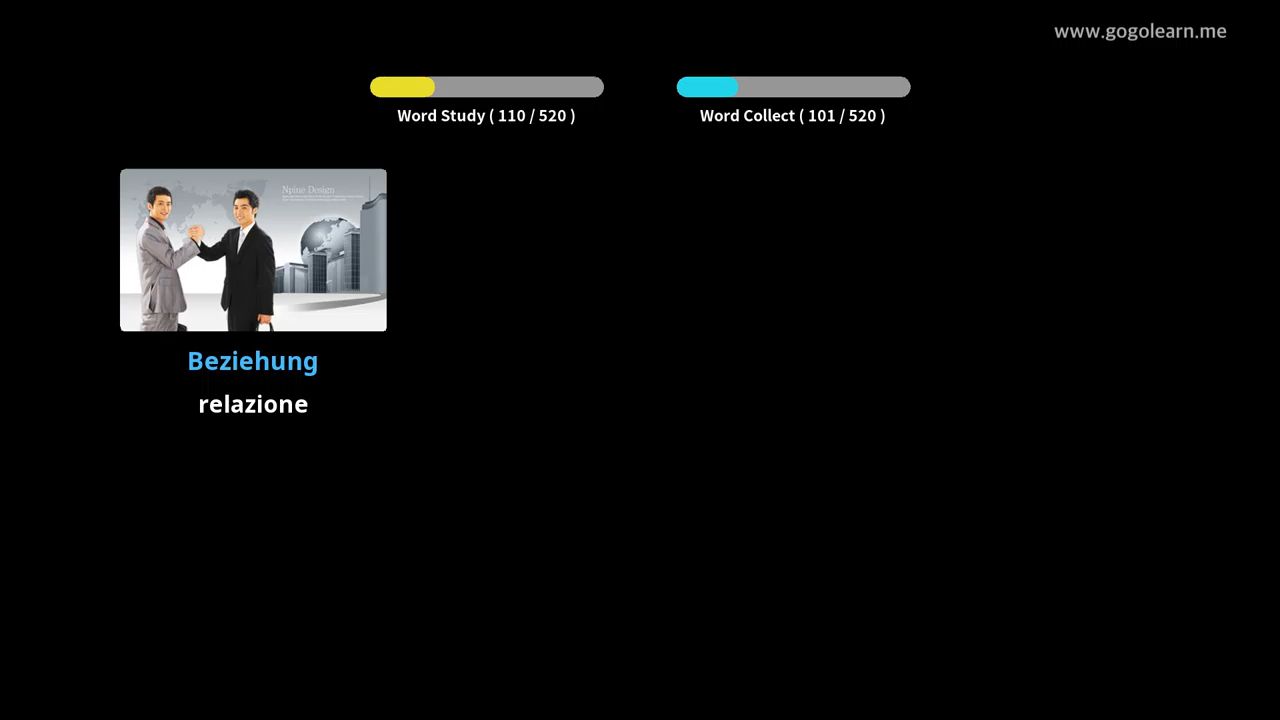 www.gogolearn.me
Word Study ( 110 / 520 )
Word Collect ( 101 / 520 )
Npine Design
Beziehung
relazione